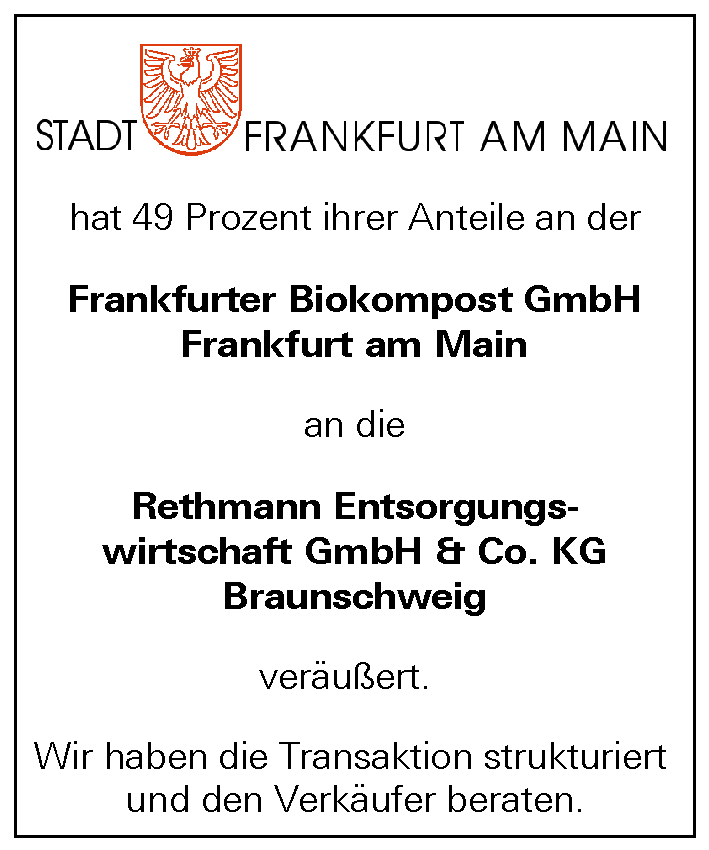 STADT FRANKFURT AM MAIN
hat 49 Prozent ihrer Anteile an der
Frankfurter Biokompost GmbH
Frankfurt am Main
an die
Rethmann Entsorgungs-
wirtschaft GmbH & Co. KG
Braunschweig
veräußert.
Wir haben die Transaktion strukturiert
und den Verkäufer beraten.